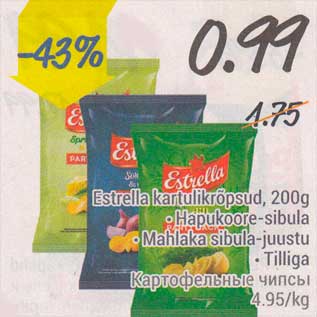 -43%
0.99
1.75
Estrella
Estrella kartulikrõpsud, 200g
• Hapukoore-sibula
• Mahlaka sibula-juustu
• Tilliga
Картофельные чипсы
4.95/kg